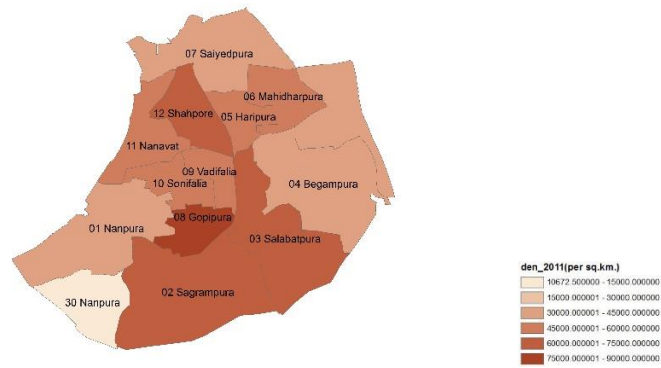 07 Saiyedpura
06 Mahidharpura
12 Shahpore
05 Haripura
11 Nanavat
09 Vadifalia
10 Sonifalia
04 Begampura
08 Gopipura
01 Nanpura
03 Salabatpura
02 Sagrampura
30 Nanpura
den_2011(per sq.km.)
10672.500000 - 15000.000000
15000.000001 - 30000.000000
30000.000001 - 45000.000000
45000.000001 - 60000.000000
60000.000001 - 75000.000000
75000.000001 - 90000.000000